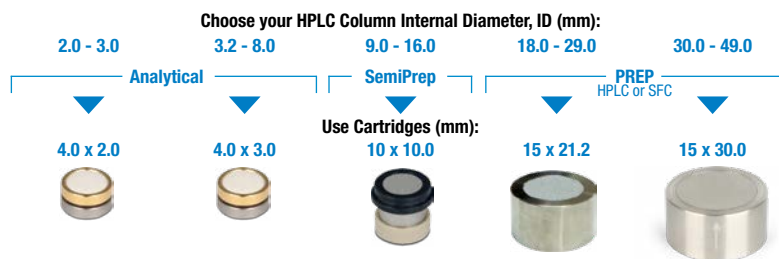 Choose your HPLC Column Internal Diameter, ID (mm):
2.0 - 3.0 3.2 - 8.0 9.0 - 16.0 18.0 - 29.0 30.0 - 49.0
Analytical SemiPrep PREP
HPLC or SFC
Use Cartridges (mm):
4.0 x 2.0 4.0 x 3.0 10 x 10.0 15 x 21.2 15 x 30.0